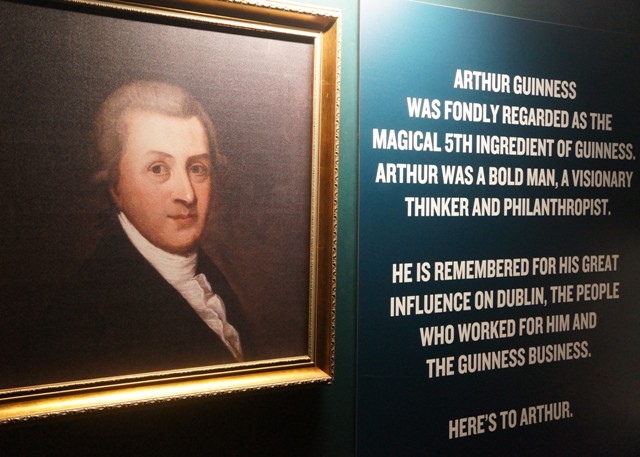 ARTHUR GUINNESS
WAS FONDLY REGARDED AS THE
MAGICAL 5TH INGREDIENT OF GUINNESS.
ARTHUR WAS A BOLD MAN, A VISIONARY
THINKER AND PHILANTHROPIST.
HE IS REMEMBERED FOR HIS GREAT
INFLUENCE ON DUBLIN, THE PEOPLE
WHO WORKED FOR HIM AND
THE GUINNESS BUSINESS.
HERE'S TO ARTHUR.